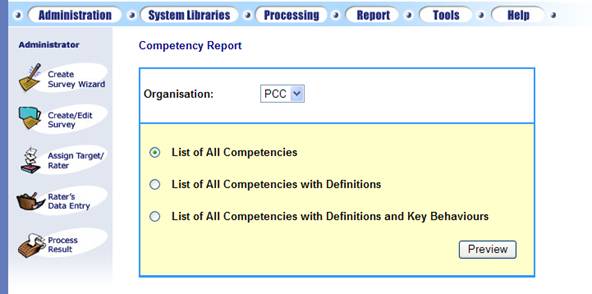 Administration
System Libraries
Processing
Report
Tools
Help
Administrator
Create
Survey Wizard
Create/Edit
Survey
Assign Target/
Rater
Rater's
Data Entry
Process
Result
Competency Report
Organisation: PCC
List of All Competencies
List of All Competencies with Definitions
List of All Competencies with Definitions and Key Behaviours
Preview